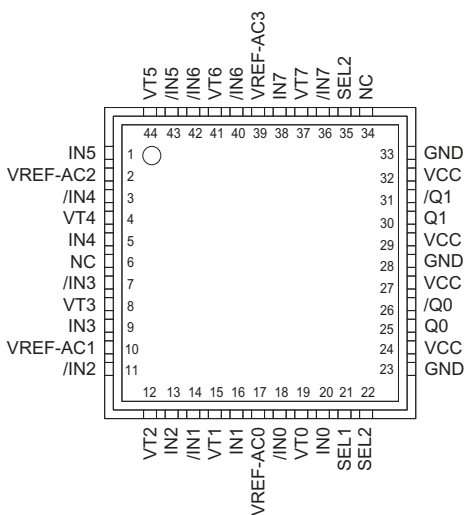 VT5
/IN5
/IN6
VT6
/IN6
VREF-AC3
IN7
VT7
/IN7
SEL2
NC
44 43 42 41 40 39 38 37 36 35 34
IN5 1
VREF-AC2 2
/IN4 3
VT4 4
IN4 5
NC 6
/IN3 7
VT3 8
IN3 9
VREF-AC1 10
/IN2 11
33 GND
32 VCC
31 /Q1
30 Q1
29 VCC
28 GND
27 VCC
26 /Q0
25 Q0
24 VCC
23 GND
12 13 14 15 16 17 18 19 20 21 22
VT2
IN2
/IN1
VT1
IN1
VREF-AC0
/IN0
VT0
IN0
SEL1
SEL2